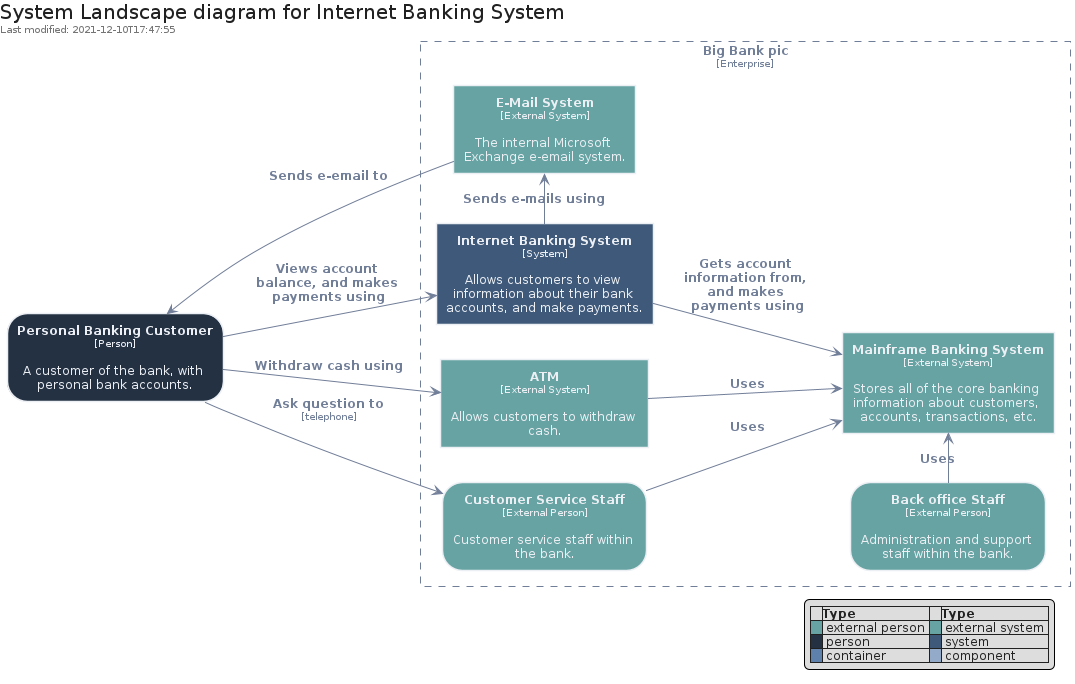 System Landscape diagram for Internet Banking System
Last modified: 2021-12-10T17:47:55
Big Bank pic
[Enterprise]
E-Mail System
[External System]
The internal Microsoft
Exchange e-email system.
Sends e-email to
Sends e-mails using
Internet Banking System
[System]
Allows customers to view
information about their bank
accounts, and make payments.
Views account
balance, and makes
payments using
Gets account
information from,
and makes
payments using
Personal Banking Customer
[Person]
A customer of the bank, with
personal bank accounts.
Withdraw cash using
Ask question to
[telephone]
ATM
[External System]
Allows customers to withdraw
cash.
Uses
Uses
Mainframe Banking System
[External System]
Stores all of the core banking
information about customers,
accounts, transactions, etc.
Uses
Customer Service Staff
[External Person]
Customer service staff within
the bank.
Back office Staff
[External Person]
Administration and support
staff within the bank.
Type Type
external person external system
person system
container component